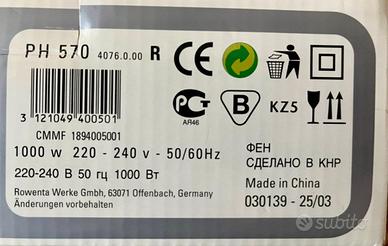 PH 570 4076.0.00 R
CE
3 121049 400501
CMMF 1894005001
PC T
AR46
B
KZ5
1000 w 220 - 240 v - 50/60Hz
220-240 В 50 гц 1000 Вт
Rowenta Werke Gmbh, 63071 Offenbach, Germany
Änderungen vorbehalten.
ФЕН
СДЕЛАНО В КНР
Made in China
030139 - 25/03
subito